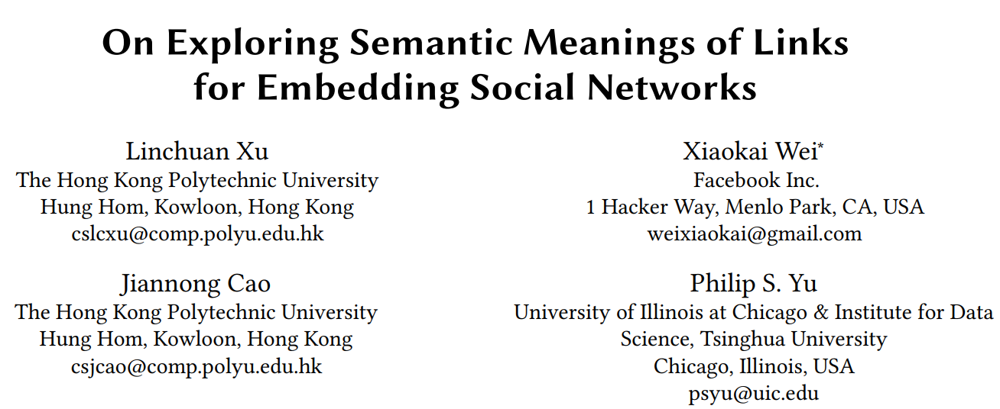 On Exploring Semantic Meanings of Links
for Embedding Social Networks
Linchuan Xu
The Hong Kong Polytechnic University
Hung Hom, Kowloon, Hong Kong
cslcxu@comp.polyu.edu.hk
Xiaokai Wei*
Facebook Inc.
1 Hacker Way, Menlo Park, CA, USA
weixiaokai@gmail.com
Jiannong Cao
The Hong Kong Polytechnic University
Hung Hom, Kowloon, Hong Kong
csjcao@comp.polyu.edu.hk
Philip S. Yu
University of Illinois at Chicago & Institute for Data
Science, Tsinghua University
Chicago, Illinois, USA
psyu@uic.edu